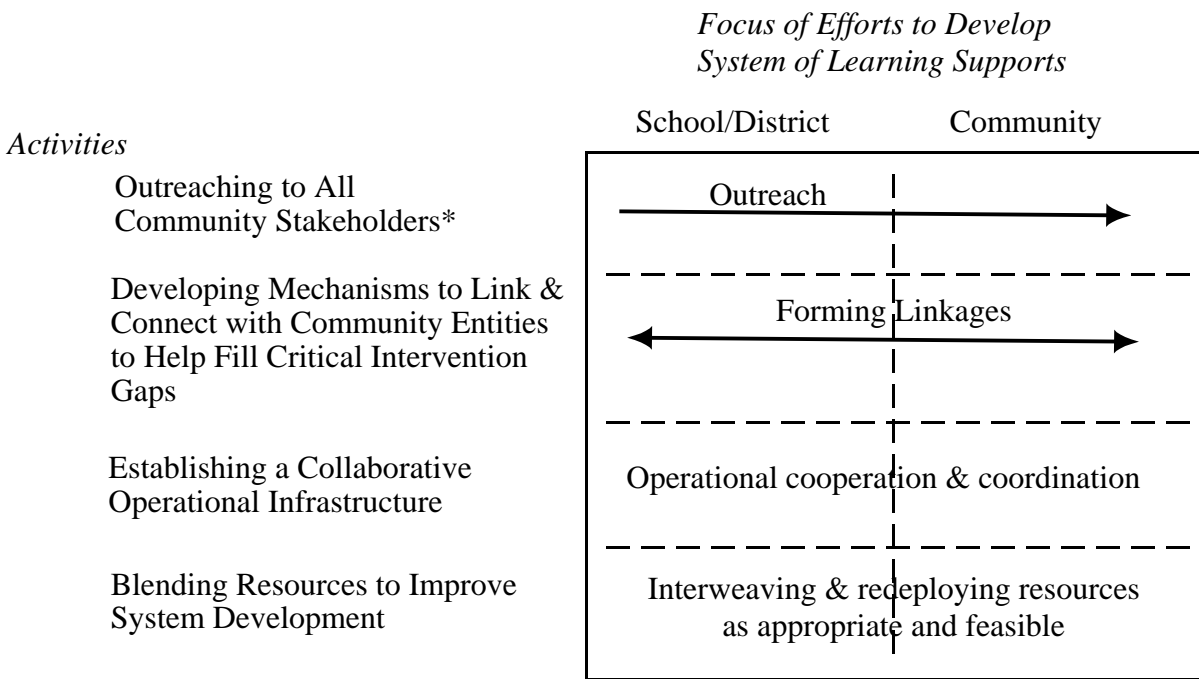 Focus of Efforts to Develop
System of Learning Supports
School/District Community
Activities
Outreaching to All
Community Stakeholders*
Outreach
Developing Mechanisms to Link &
Connect with Community Entities
to Help Fill Critical Intervention
Gaps
Forming Linkages
Establishing a Collaborative
Operational Infrastructure
Operational cooperation & coordination
Blending Resources to Improve
System Development
Interweaving & redeploying resources
as appropriate and feasible